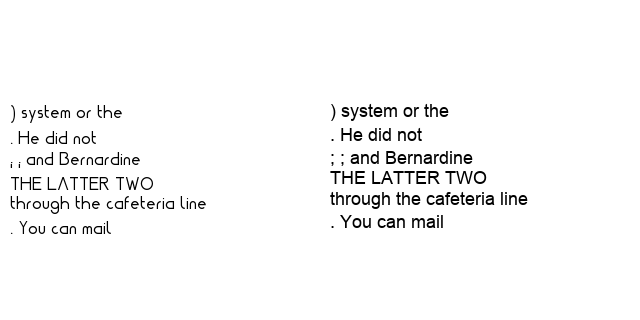 ) system or the
. He did not
; ; and Bernardine
THE LATTER TWO
through the cafeteria line
. You can mail
) system or the
. He did not
; ; and Bernardine
THE LATTER TWO
through the cafeteria line
. You can mail